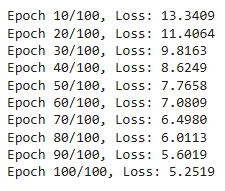 Epoch 10/100, Loss: 13.3409
Epoch 20/100, Loss: 11.4064
Epoch 30/100, Loss: 9.8163
Epoch 40/100, Loss: 8.6249
Epoch 50/100, Loss: 7.7658
Epoch 60/100, Loss: 7.0809
Epoch 70/100, Loss: 6.4980
Epoch 80/100, Loss: 6.0113
Epoch 90/100, Loss: 5.6019
Epoch 100/100, Loss: 5.2519